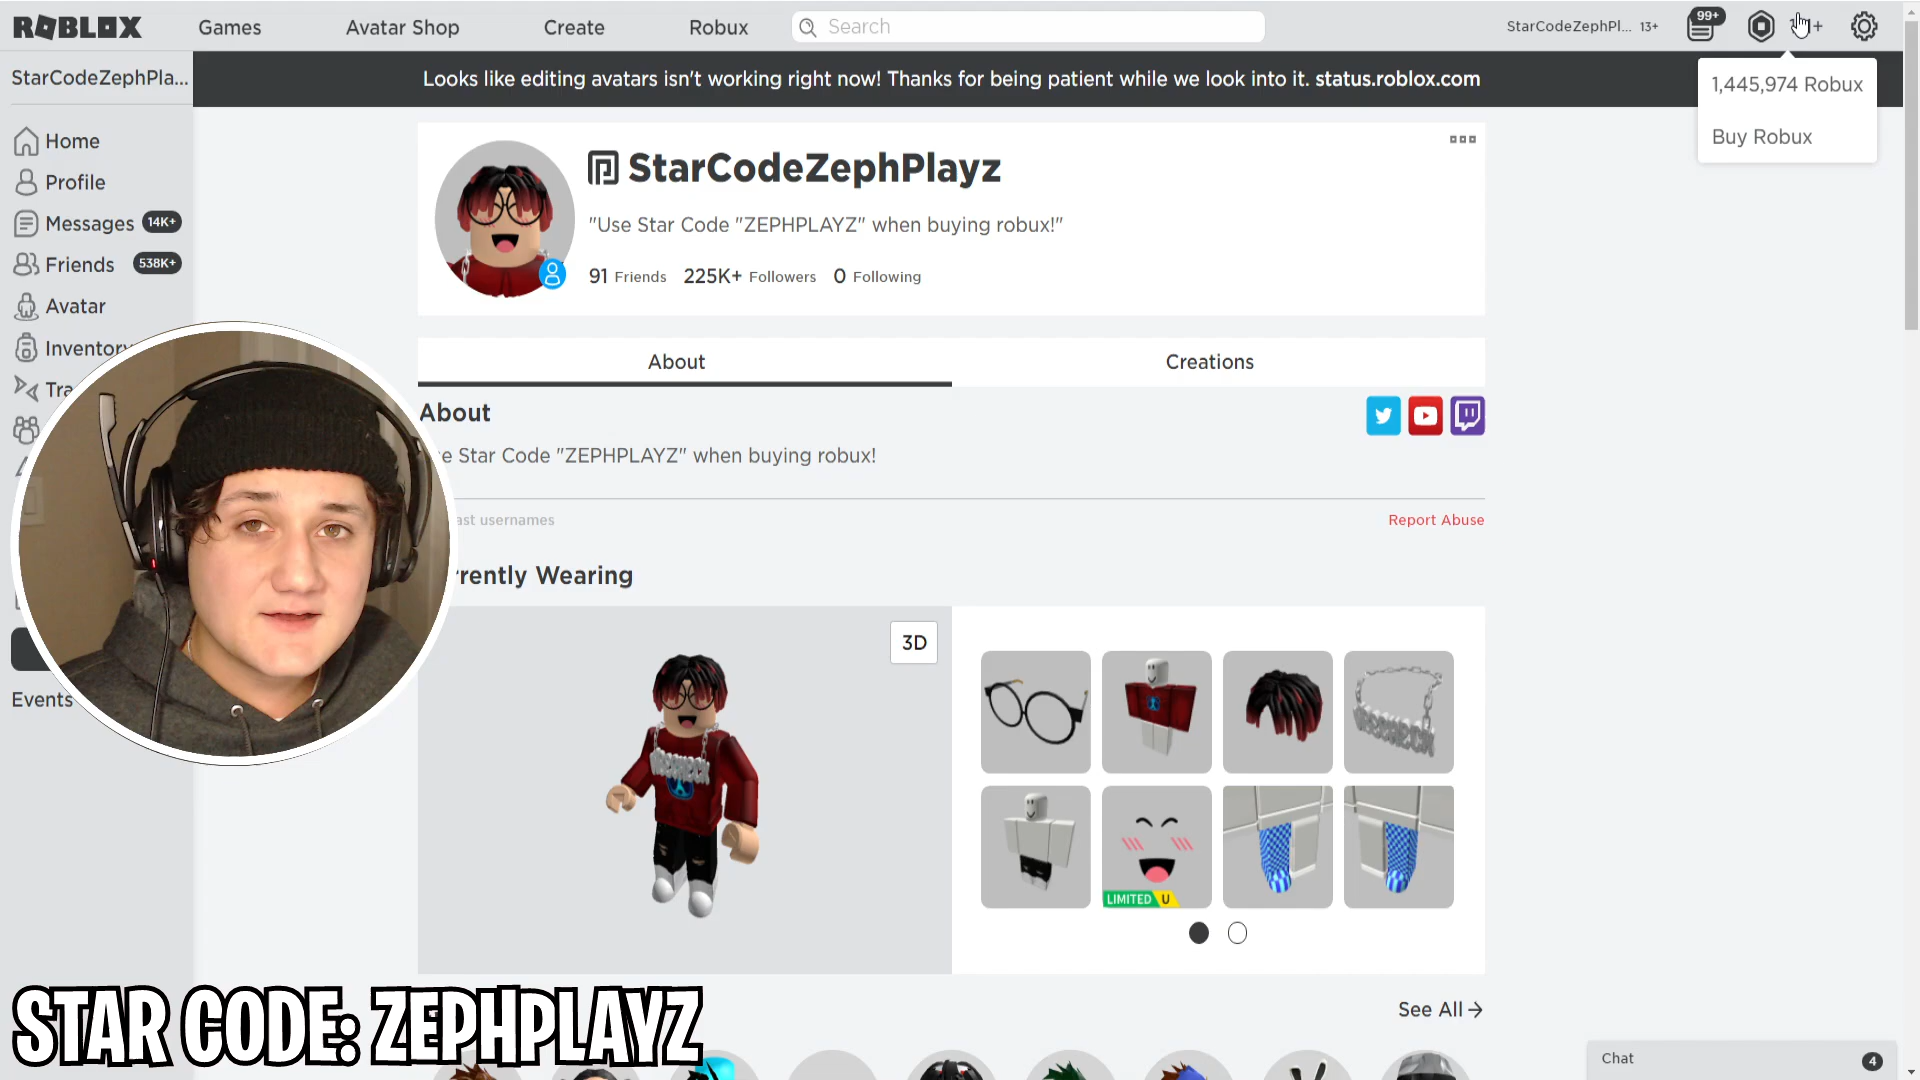 ROBLOX
Games
Avatar Shop
Create
Robux
Search
StarCodeZephPl... 13+
99+
1,445,974 Robux
Buy Robux
StarCodeZephPla...
Looks like editing avatars isn't working right now! Thanks for being patient while we look into it. status.roblox.com
Home
Profile
Messages 14K+
Friends 538K+
Avatar
Inventory
Events
StarCodeZephPlayz
"Use Star Code "ZEPHPLAYZ" when buying robux!"
91 Friends 225K+ Followers 0 Following
About
Creations
About
Star Code "ZEPHPLAYZ" when buying robux!
usernames
Report Abuse
Wearing
3D
LIMITED U
See All
Chat
4
STAR CODE: ZEPHPLAYZ